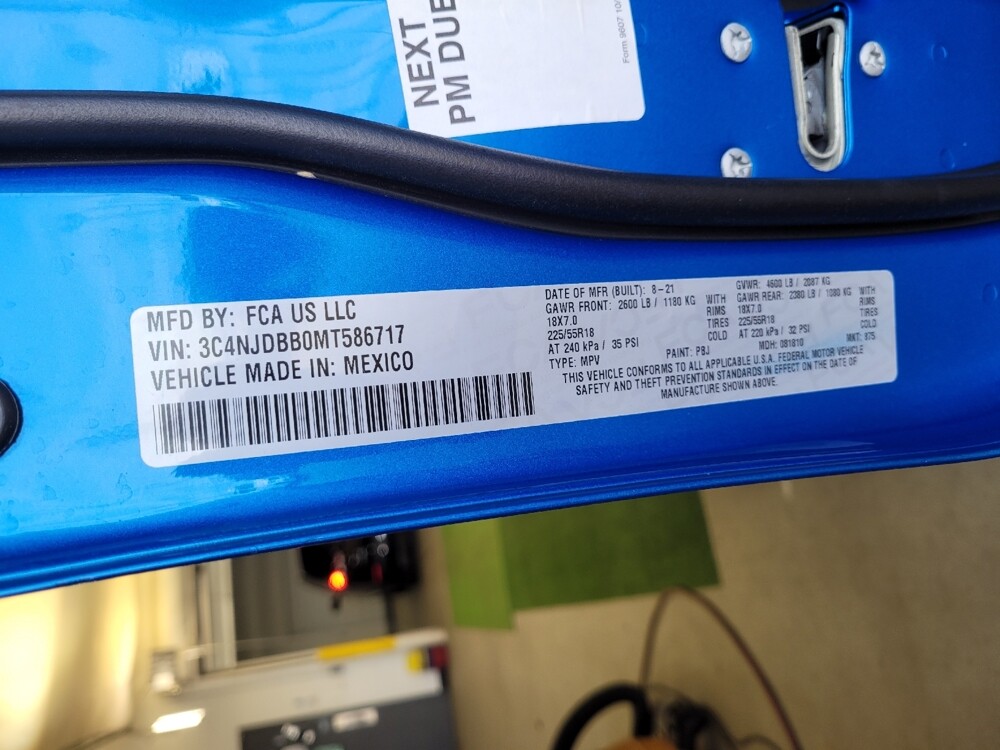 NEXT
PM DUE
Form 9607 10/
MFD BY: FCA US LLC
VIN: 3C4NJDBB0MT586717
VEHICLE MADE IN: MEXICO
DATE OF MFR (BUILT): 8-21
GAWR FRONT: 2600 LB / 1180 KG WITH
18X7.0 RIMS
225/55R18 TIRES
AT 240 kPa / 35 PSI COLD
TYPE: MPV
GVWR: 4600 LB / 2087 KG
GAWR REAR: 2380 LB / 1080 KG WITH
18X7.0 RIMS
225/55R18 TIRES
AT 220 kPa / 32 PSI COLD
PAINT: PBJ MDH: 081810 MKT: 975
THIS VEHICLE CONFORMS TO ALL APPLICABLE U.S.A. FEDERAL MOTOR VEHICLE
SAFETY AND THEFT PREVENTION STANDARDS IN EFFECT ON THE DATE OF
MANUFACTURE SHOWN ABOVE.